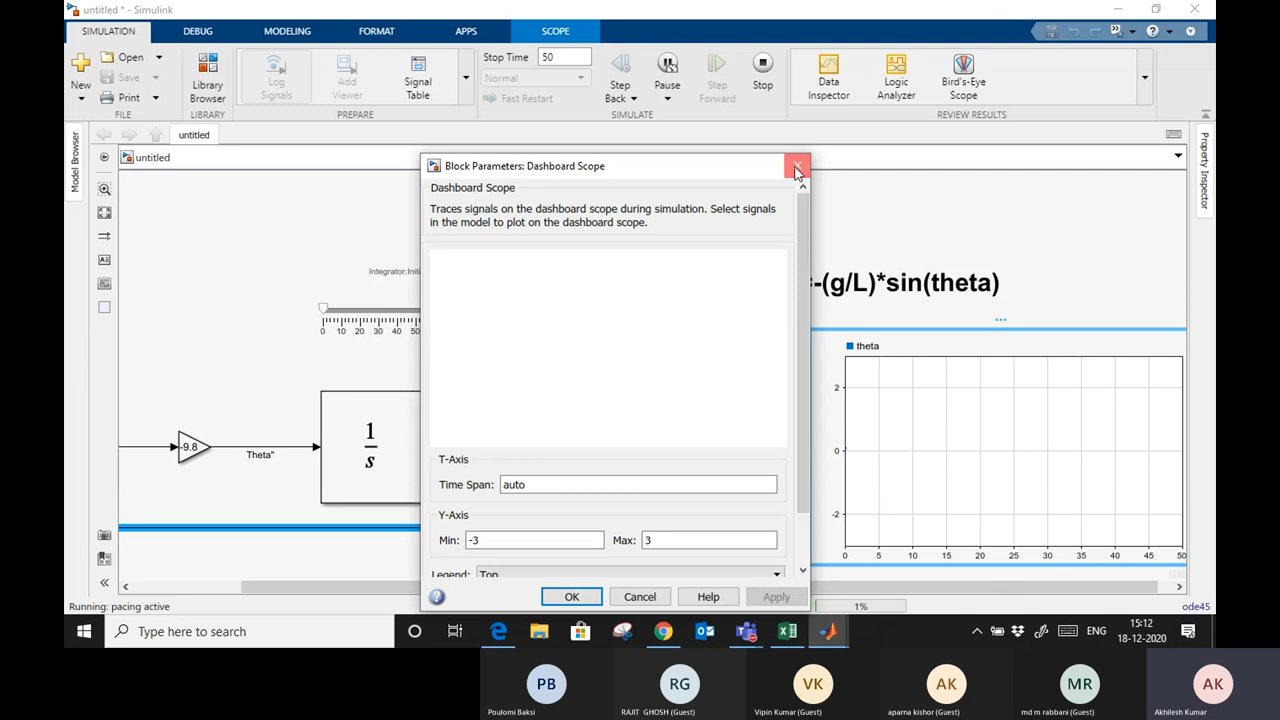 untitled * - Simulink
SIMULATION DEBUG MODELING FORMAT APPS SCOPE
New
Open
Save
Print
FILE
Library Browser
LIBRARY
Log Signals
Add Viewer
Signal Table
PREPARE
Stop Time 50
Normal
Fast Restart
Step Back
Pause
Step Forward
Stop
SIMULATE
Data Inspector
Logic Analyzer
Bird's-Eye Scope
REVIEW RESULTS
untitled
untitled
Model Browser
Property Inspector
Block Parameters: Dashboard Scope
Dashboard Scope
Traces signals on the dashboard scope during simulation. Select signals
in the model to plot on the dashboard scope.
T-Axis
Time Span: auto
Y-Axis
Min: -3 Max: 3
Legend: Top
OK Cancel Help Apply
Integrator:Initi
0 10 20 30 40 50
-9.8
Theta"
1
s
-(g/L)*sin(theta)
theta
2
0
-2
0 5 10 15 20 25 30 35 40 45 50
Running: pacing active
1%
ode45
Type here to search
ENG
15:12
18-12-2020
PB
Poulomi Baksi
RG
RAJIT GHOSH (Guest)
VK
Vipin Kumar (Guest)
AK
aparna kishor (Guest)
MR
md m rabbani (Guest)
AK
Akhilesh Kumar